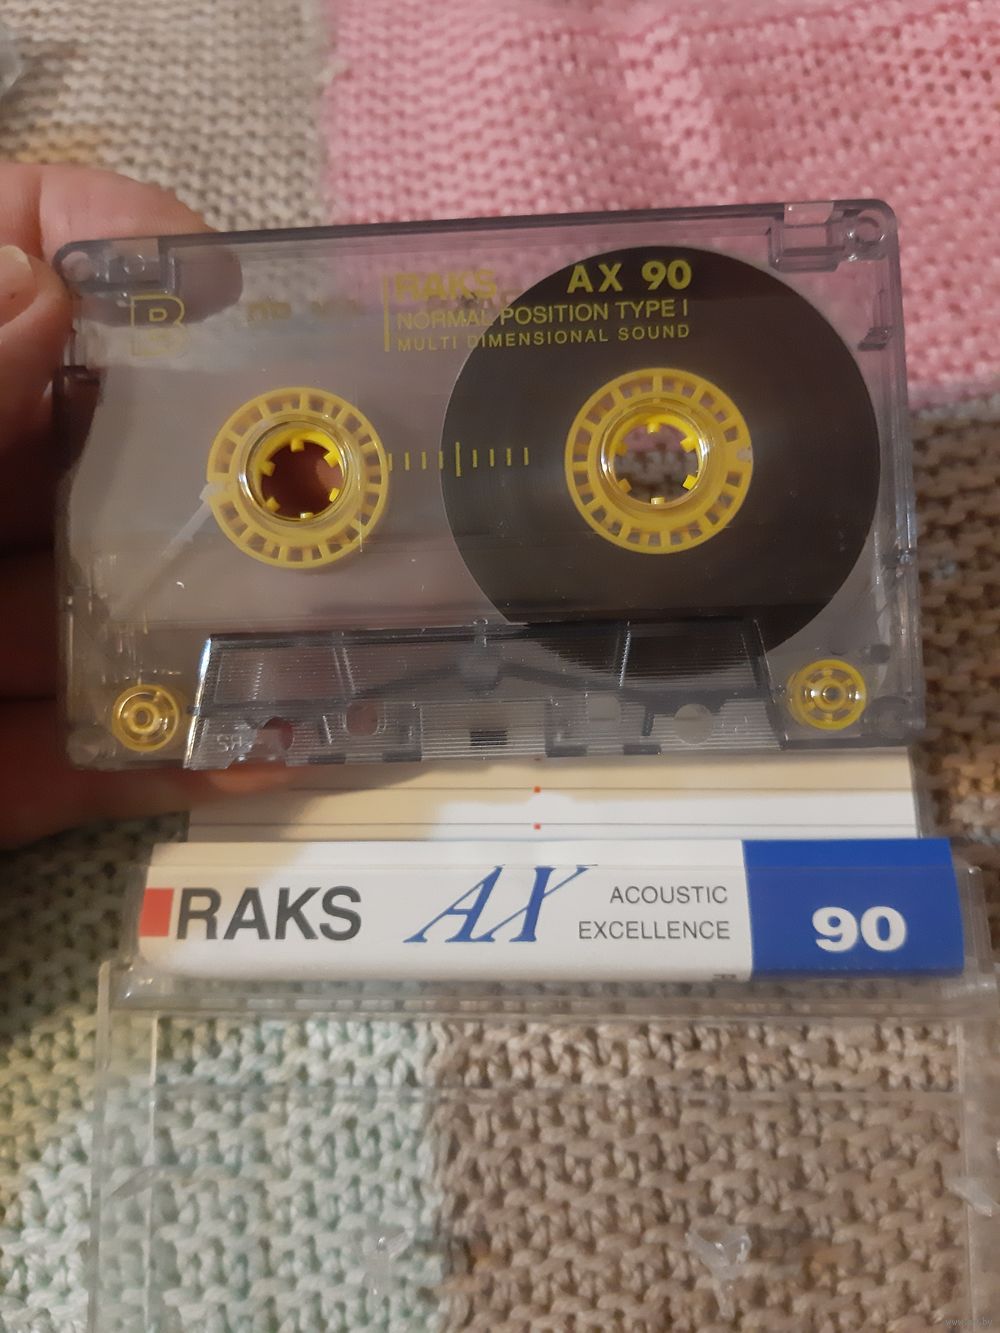 B
RAKS AX 90
NORMAL POSITION TYPE I
MULTI DIMENSIONAL SOUND
RAKS AX ACOUSTIC
EXCELLENCE
90